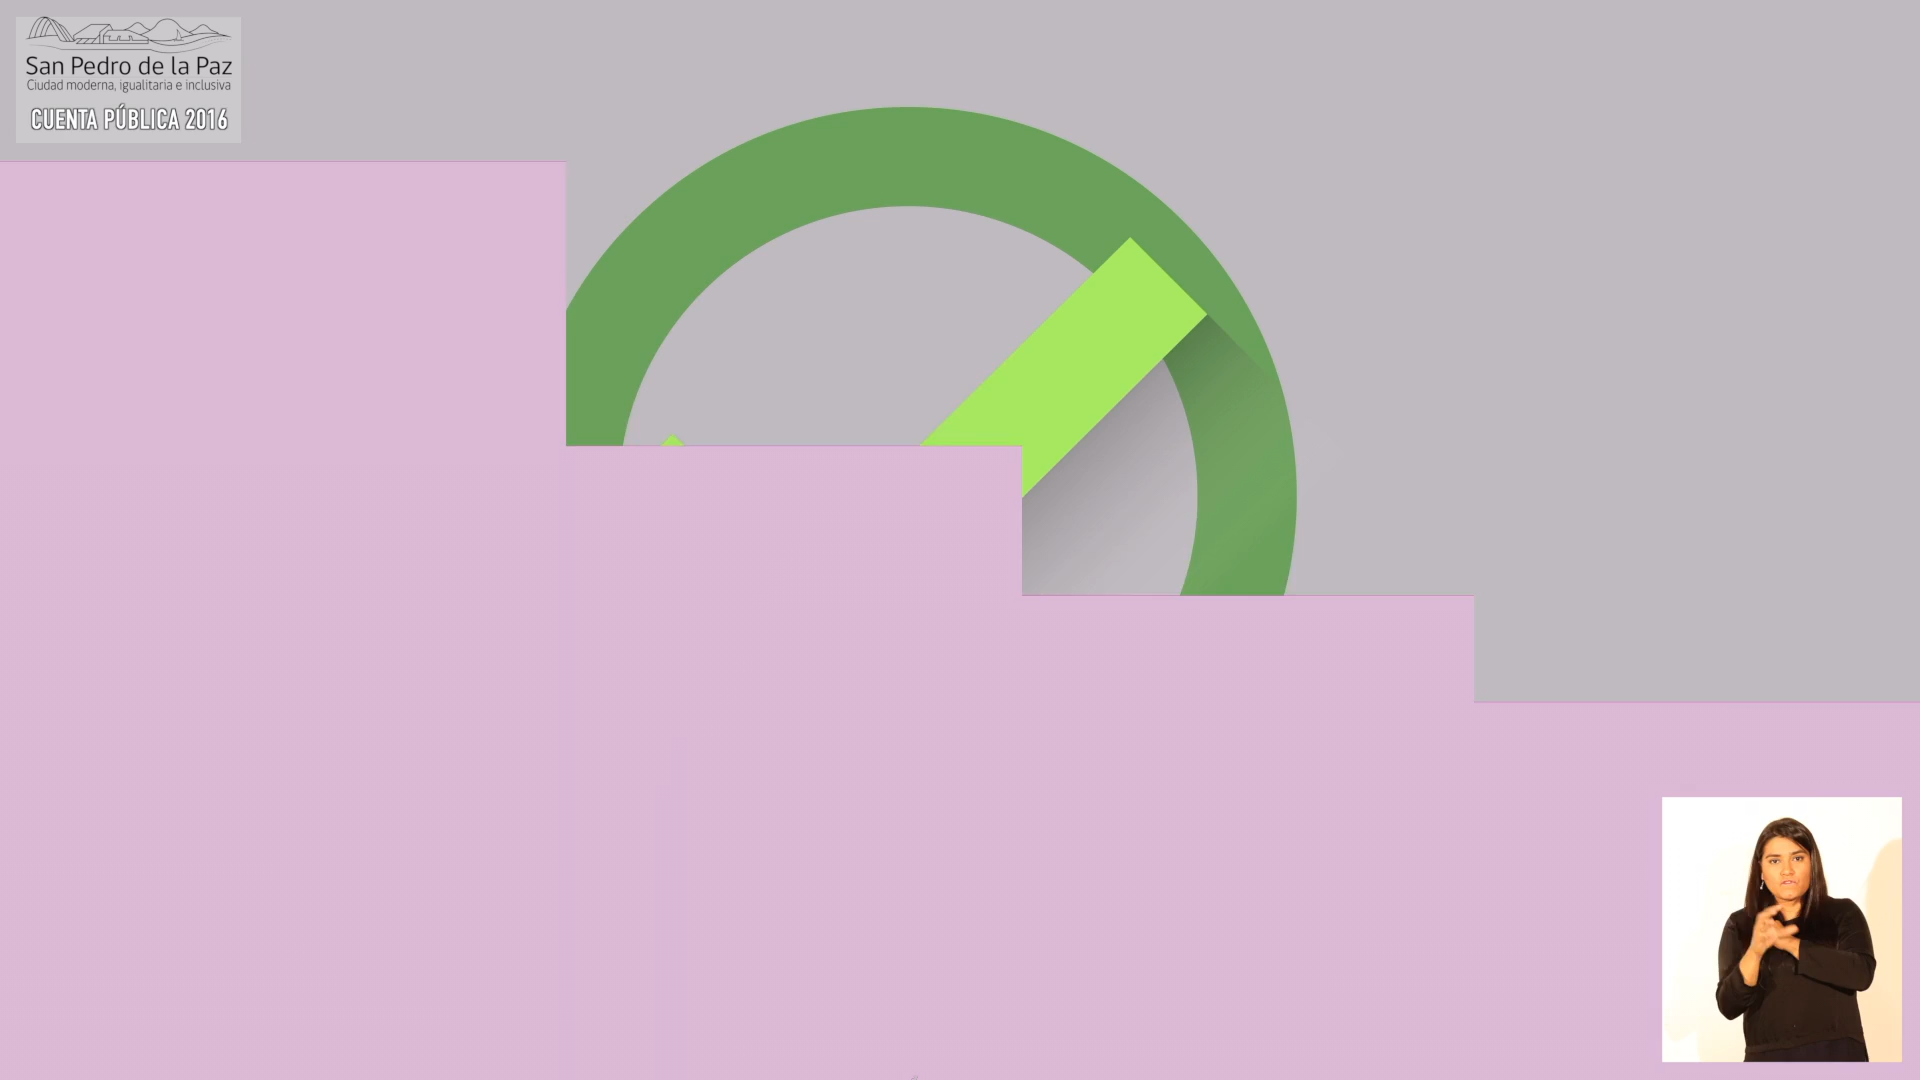 San Pedro de la Paz
Ciudad moderna, igualitaria e inclusiva
CUENTA PÚBLICA 2016